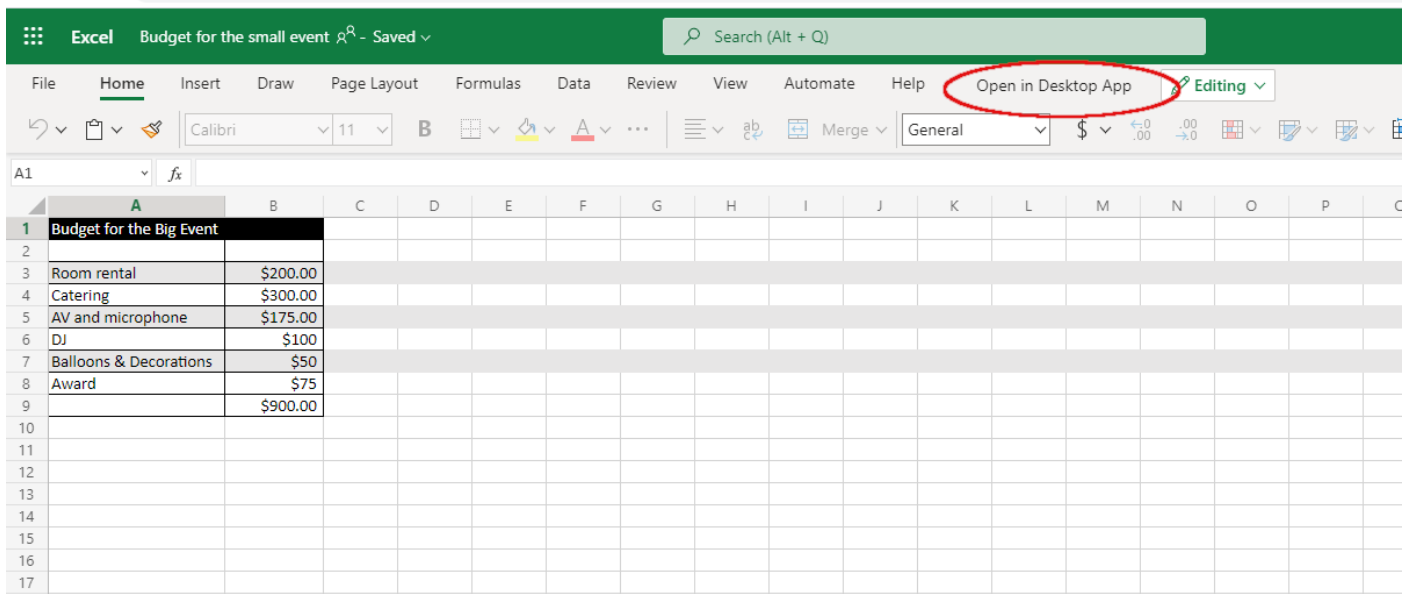 Excel Budget for the small event - Saved Search (Alt + Q)
File Home Insert Draw Page Layout Formulas Data Review View Automate Help Open in Desktop App Editing
Calibri 11 B A ... ab Merge General $ .00 .00
A1 fx
A B C D E F G H I J K L M N O P
1 Budget for the Big Event
2
3 Room rental $200.00
4 Catering $300.00
5 AV and microphone $175.00
6 DJ $100
7 Balloons & Decorations $50
8 Award $75
9 $900.00
10
11
12
13
14
15
16
17